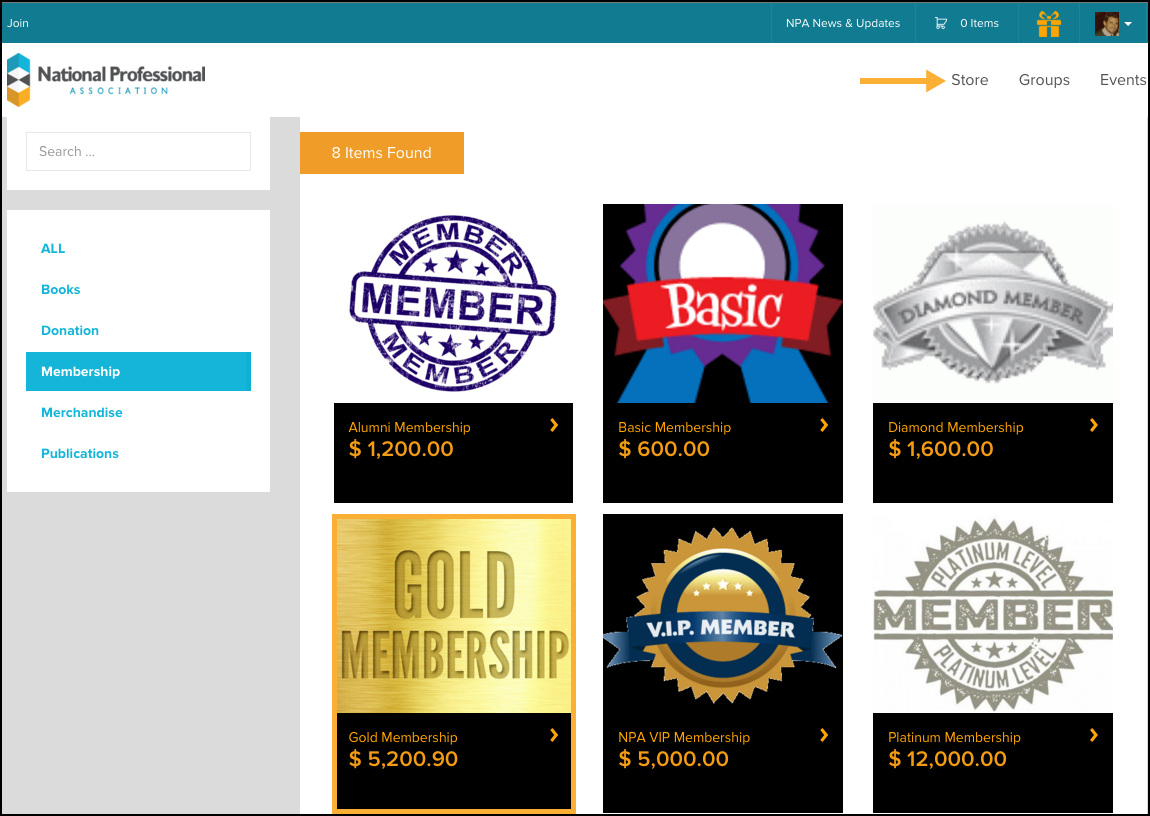 Join
NPA News & Updates
0 Items
National Professional
ASSOCIATION
Store
Groups
Events
Search ...
8 Items Found
ALL
Books
Donation
Membership
Merchandise
Publications
MEMBER
MEMBER
MEMBER
Alumni Membership
$ 1,200.00
Basic
Basic Membership
$ 600.00
DIAMOND MEMBER
Diamond Membership
$ 1,600.00
GOLD
MEMBERSHIP
Gold Membership
$ 5,200.90
V.I.P. MEMBER
NPA VIP Membership
$ 5,000.00
PLATINUM LEVEL
MEMBER
PLATINUM LEVEL
Platinum Membership
$ 12,000.00